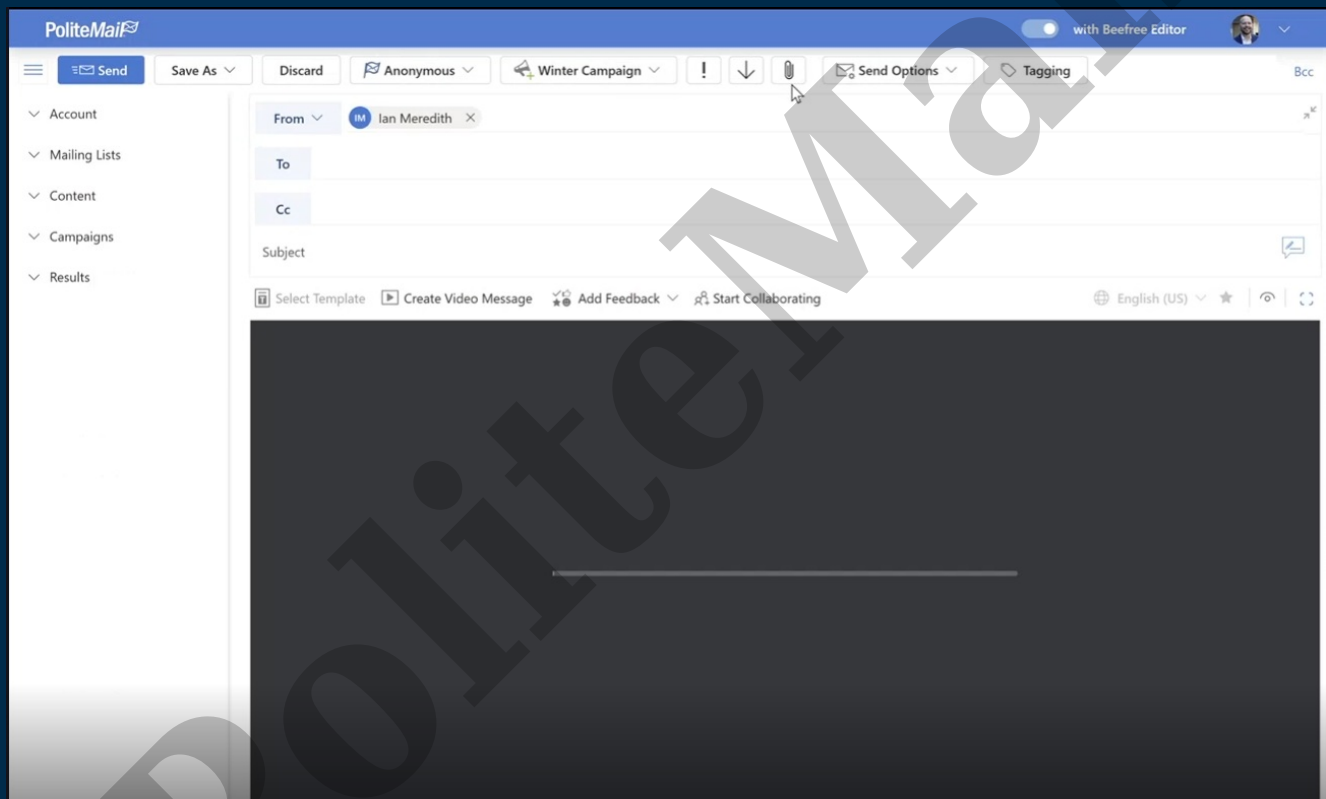 PoliteMail
with Beefree Editor
Send
Save As
Discard
Anonymous
Winter Campaign
!
Send Options
Tagging
Bcc
Account
Mailing Lists
Content
Campaigns
Results
From
IM
Ian Meredith
To
Cc
Subject
Select Template
Create Video Message
Add Feedback
Start Collaborating
English (US)
PoliteMail